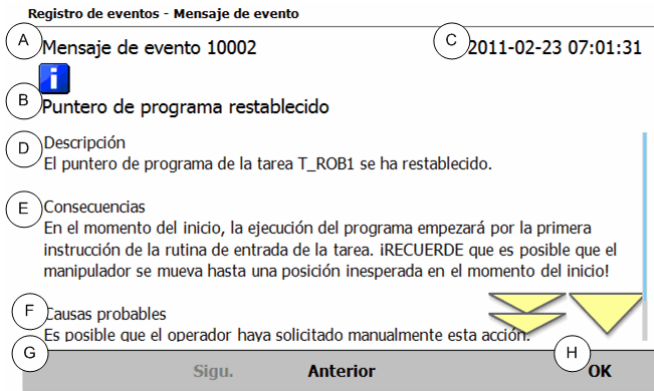 Registro de eventos - Mensaje de evento
A Mensaje de evento 10002 C 2011-02-23 07:01:31
i
B Puntero de programa restablecido
D Descripción
El puntero de programa de la tarea T_ROB1 se ha restablecido.
E Consecuencias
En el momento del inicio, la ejecución del programa empezará por la primera
instrucción de la rutina de entrada de la tarea. ¡RECUERDE que es posible que el
manipulador se mueva hasta una posición inesperada en el momento del inicio!
F Causas probables
Es posible que el operador haya solicitado manualmente esta acción.
G Sigu. Anterior H OK